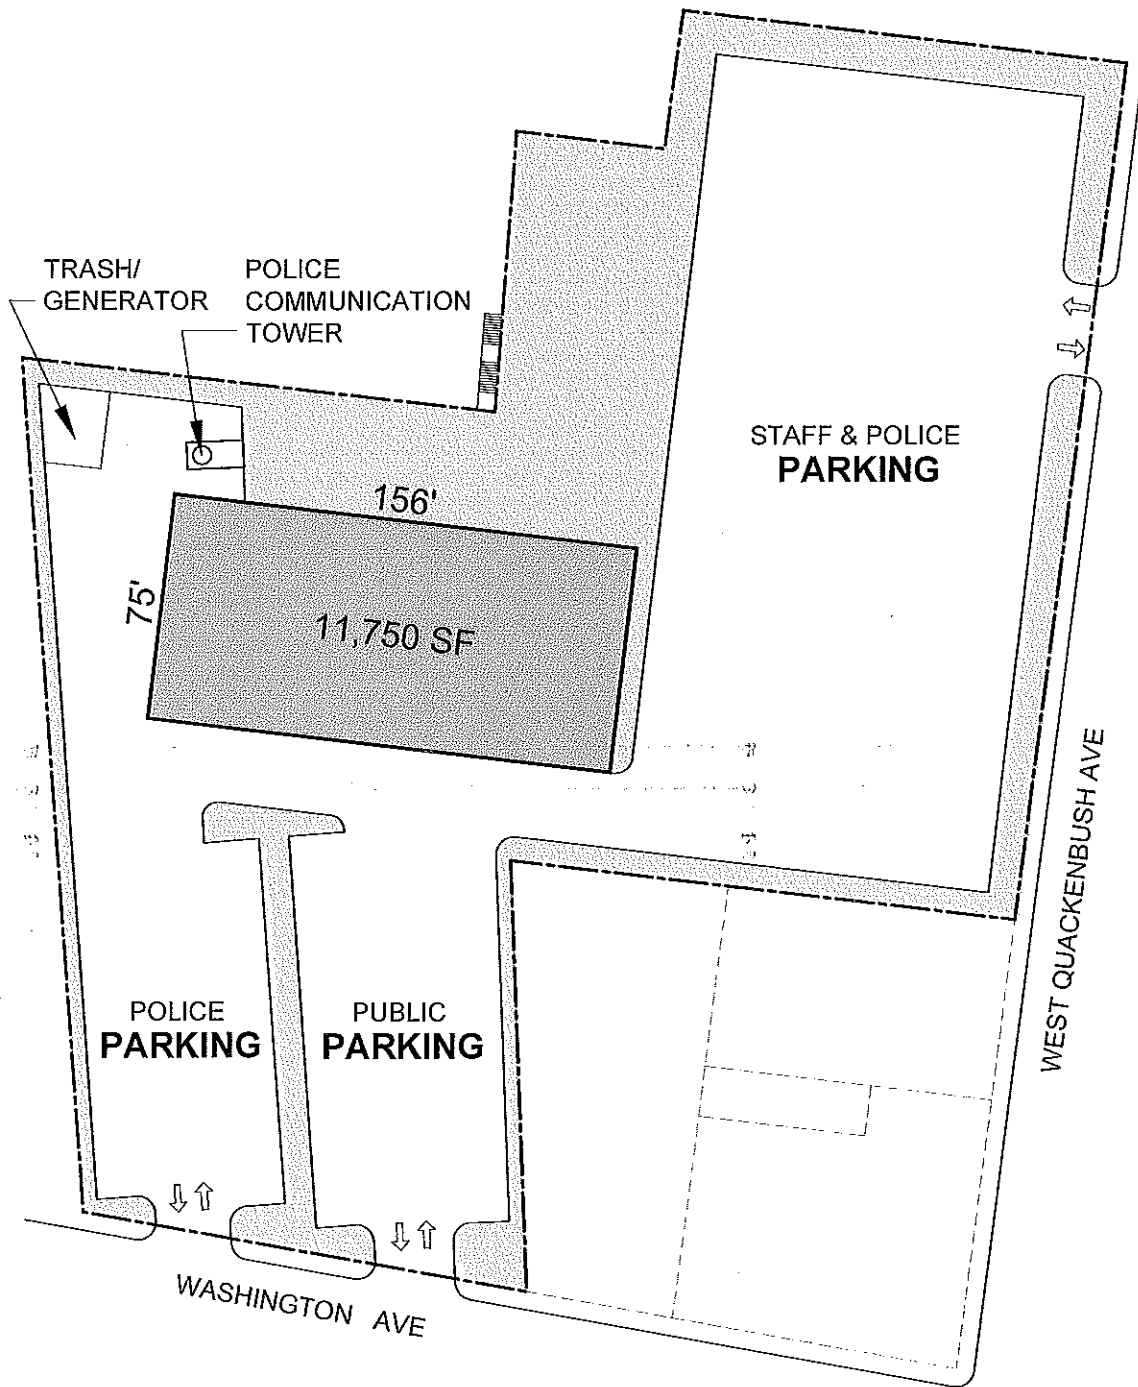 TRASH/
GENERATOR
POLICE
COMMUNICATION
TOWER
STAFF & POLICE
PARKING
156'
75'
11,750 SF
WEST QUACKENBUSH AVE
POLICE
PARKING
PUBLIC
PARKING
WASHINGTON AVE